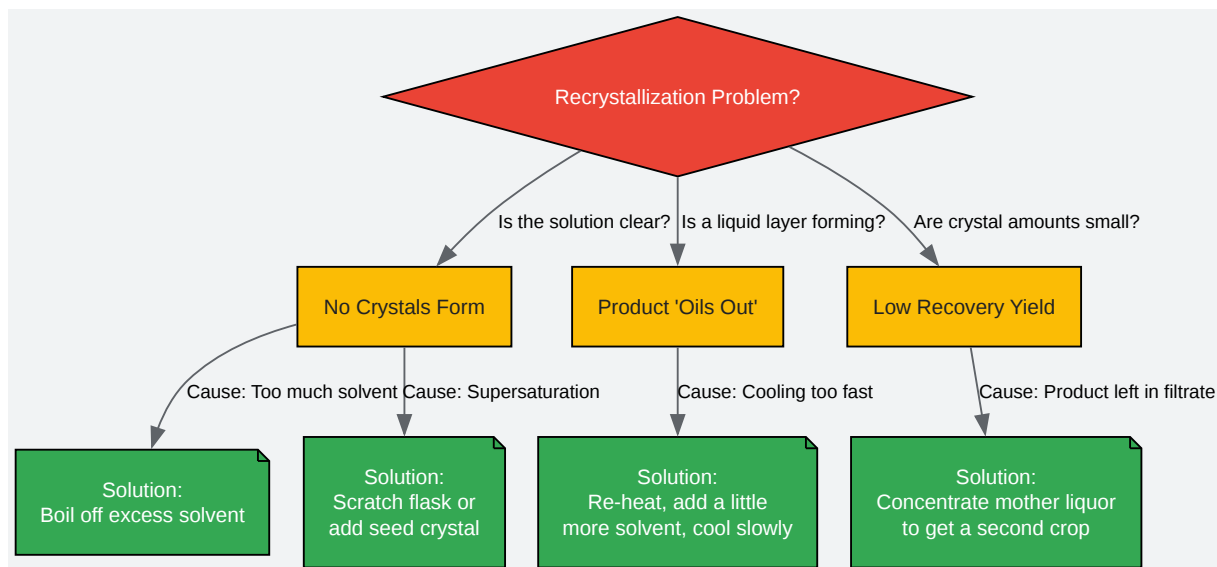 Recrystallization Problem?
Is the solution clear?
Is a liquid layer forming?
Are crystal amounts small?
No Crystals Form
Product 'Oils Out'
Low Recovery Yield
Cause: Too much solvent
Cause: Supersaturation
Cause: Cooling too fast
Cause: Product left in filtrate
Solution:
Boil off excess solvent
Solution:
Scratch flask or
add seed crystal
Solution:
Re-heat, add a little
more solvent, cool slowly
Solution:
Concentrate mother liquor
to get a second crop